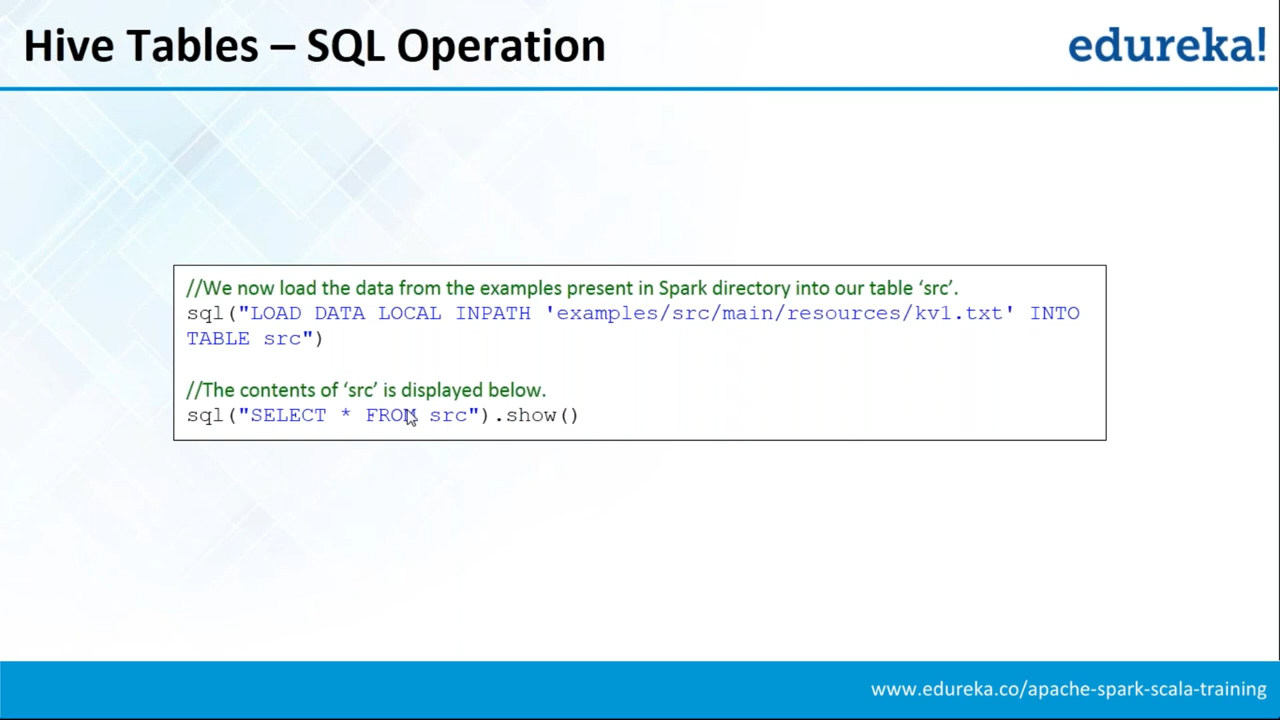 Hive Tables – SQL Operation
edureka!
//We now load the data from the examples present in Spark directory into our table ‘src’.
sql("LOAD DATA LOCAL INPATH 'examples/src/main/resources/kv1.txt' INTO
TABLE src")
//The contents of ‘src’ is displayed below.
sql("SELECT * FROM src").show()
www.edureka.co/apache-spark-scala-training